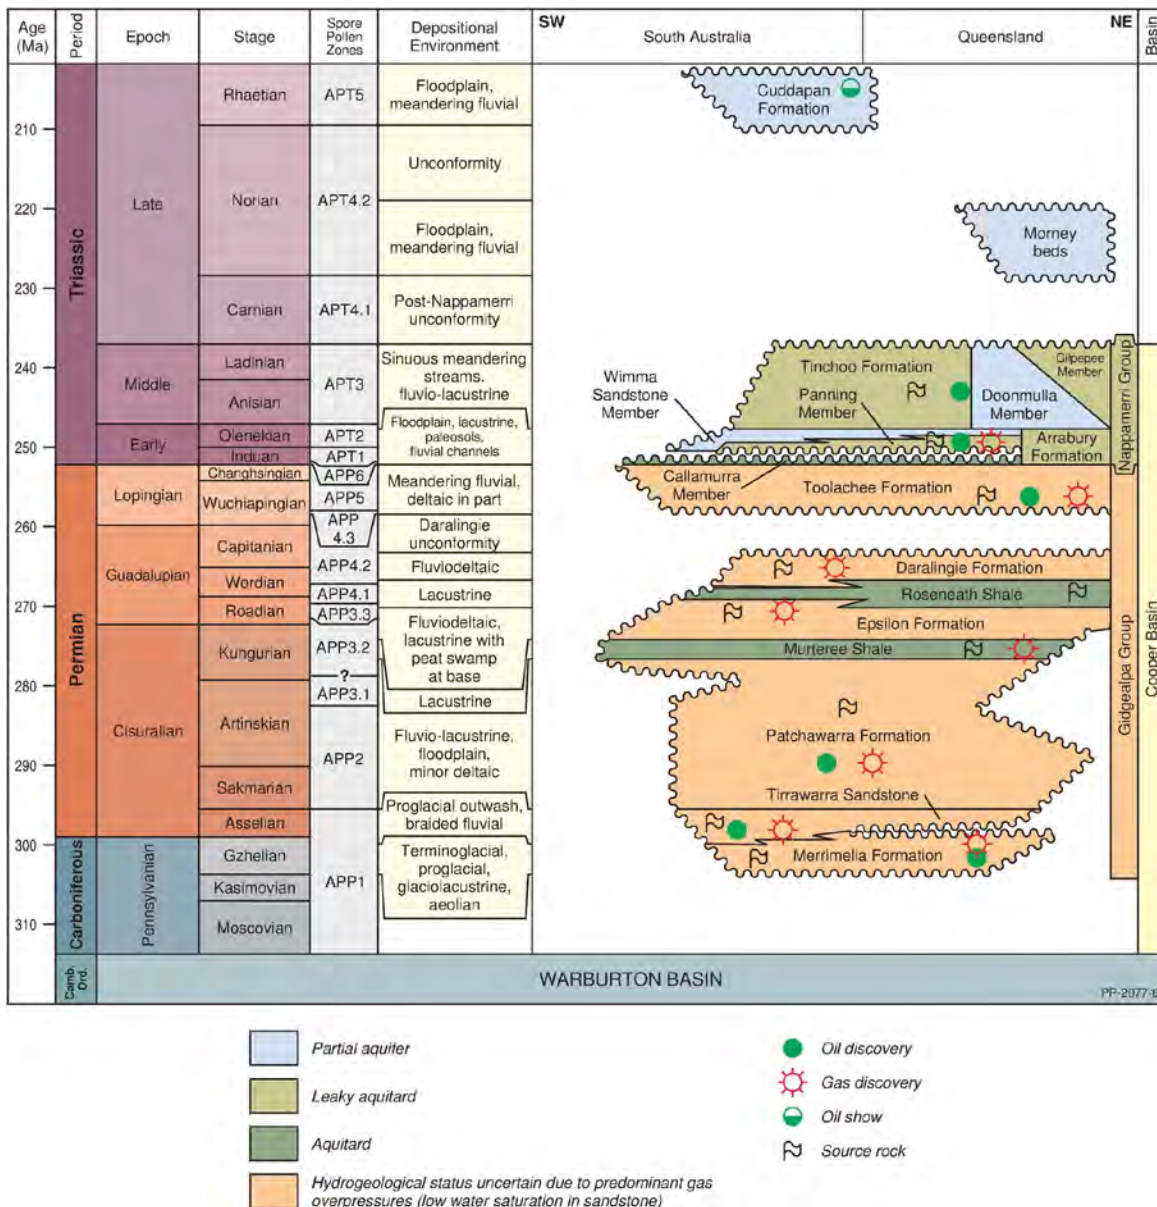 Age
(Ma)
Period
Epoch
Stage
Spore
Pollen
Zones
Depositional
Environment
SW
NE
South Australia
Queensland
Basin
210
220
230
240
250
260
270
280
290
300
310
Triassic
Permian
Carboniferous
Camb.
Ord.
Late
Middle
Early
Lopingian
Guadalupian
Cisuralian
Pennsylvanian
Rhaetian
Norian
Carnian
Ladinian
Anisian
Olenekian
Induan
Changhsingian
Wuchiapingian
Capitanian
Wordian
Roadian
Kungurian
Artinskian
Sakmarian
Asselian
Gzhelian
Kasimovian
Moscovian
APT5
APT4.2
APT4.1
APT3
APT2
APT1
APP6
APP5
APP
4.3
APP4.2
APP4.1
APP3.3
APP3.2
?
APP3.1
APP2
APP1
Floodplain,
meandering fluvial
Unconformity
Floodplain,
meandering fluvial
Post-Nappamerri
unconformity
Sinuous meandering
streams.
fluvio-lacustrine
Floodplain, lacustrine,
paleosols,
fluvial channels
Meandering fluvial,
deltaic in part
Daralingie
unconformity
Fluviodeltaic
Lacustrine
Fluviodeltaic,
lacustrine with
peat swamp
at base
Lacustrine
Fluvio-lacustrine,
floodplain,
minor deltaic
Proglacial outwash,
braided fluvial
Terminoglacial,
proglacial,
glaciolacustrine,
aeolian
Cuddapan
Formation
Morney
beds
Tinchoo Formation
Gilpepee
Member
Wimma
Sandstone
Member
Panning
Member
Doonmulla
Member
Arrabury
Formation
Callamurra
Member
Toolachee Formation
Daralingie Formation
Roseneath Shale
Epsilon Formation
Murteree Shale
Patchawarra Formation
Tirrawarra Sandstone
Merrimelia Formation
Nappamerri Group
Gidgealpa Group
Cooper Basin
WARBURTON BASIN
Partial aquifer
Leaky aquitard
Aquitard
Hydrogeological status uncertain due to predominant gas
overpressures (low water saturation in sandstone)
Oil discovery
Gas discovery
Oil show
Source rock